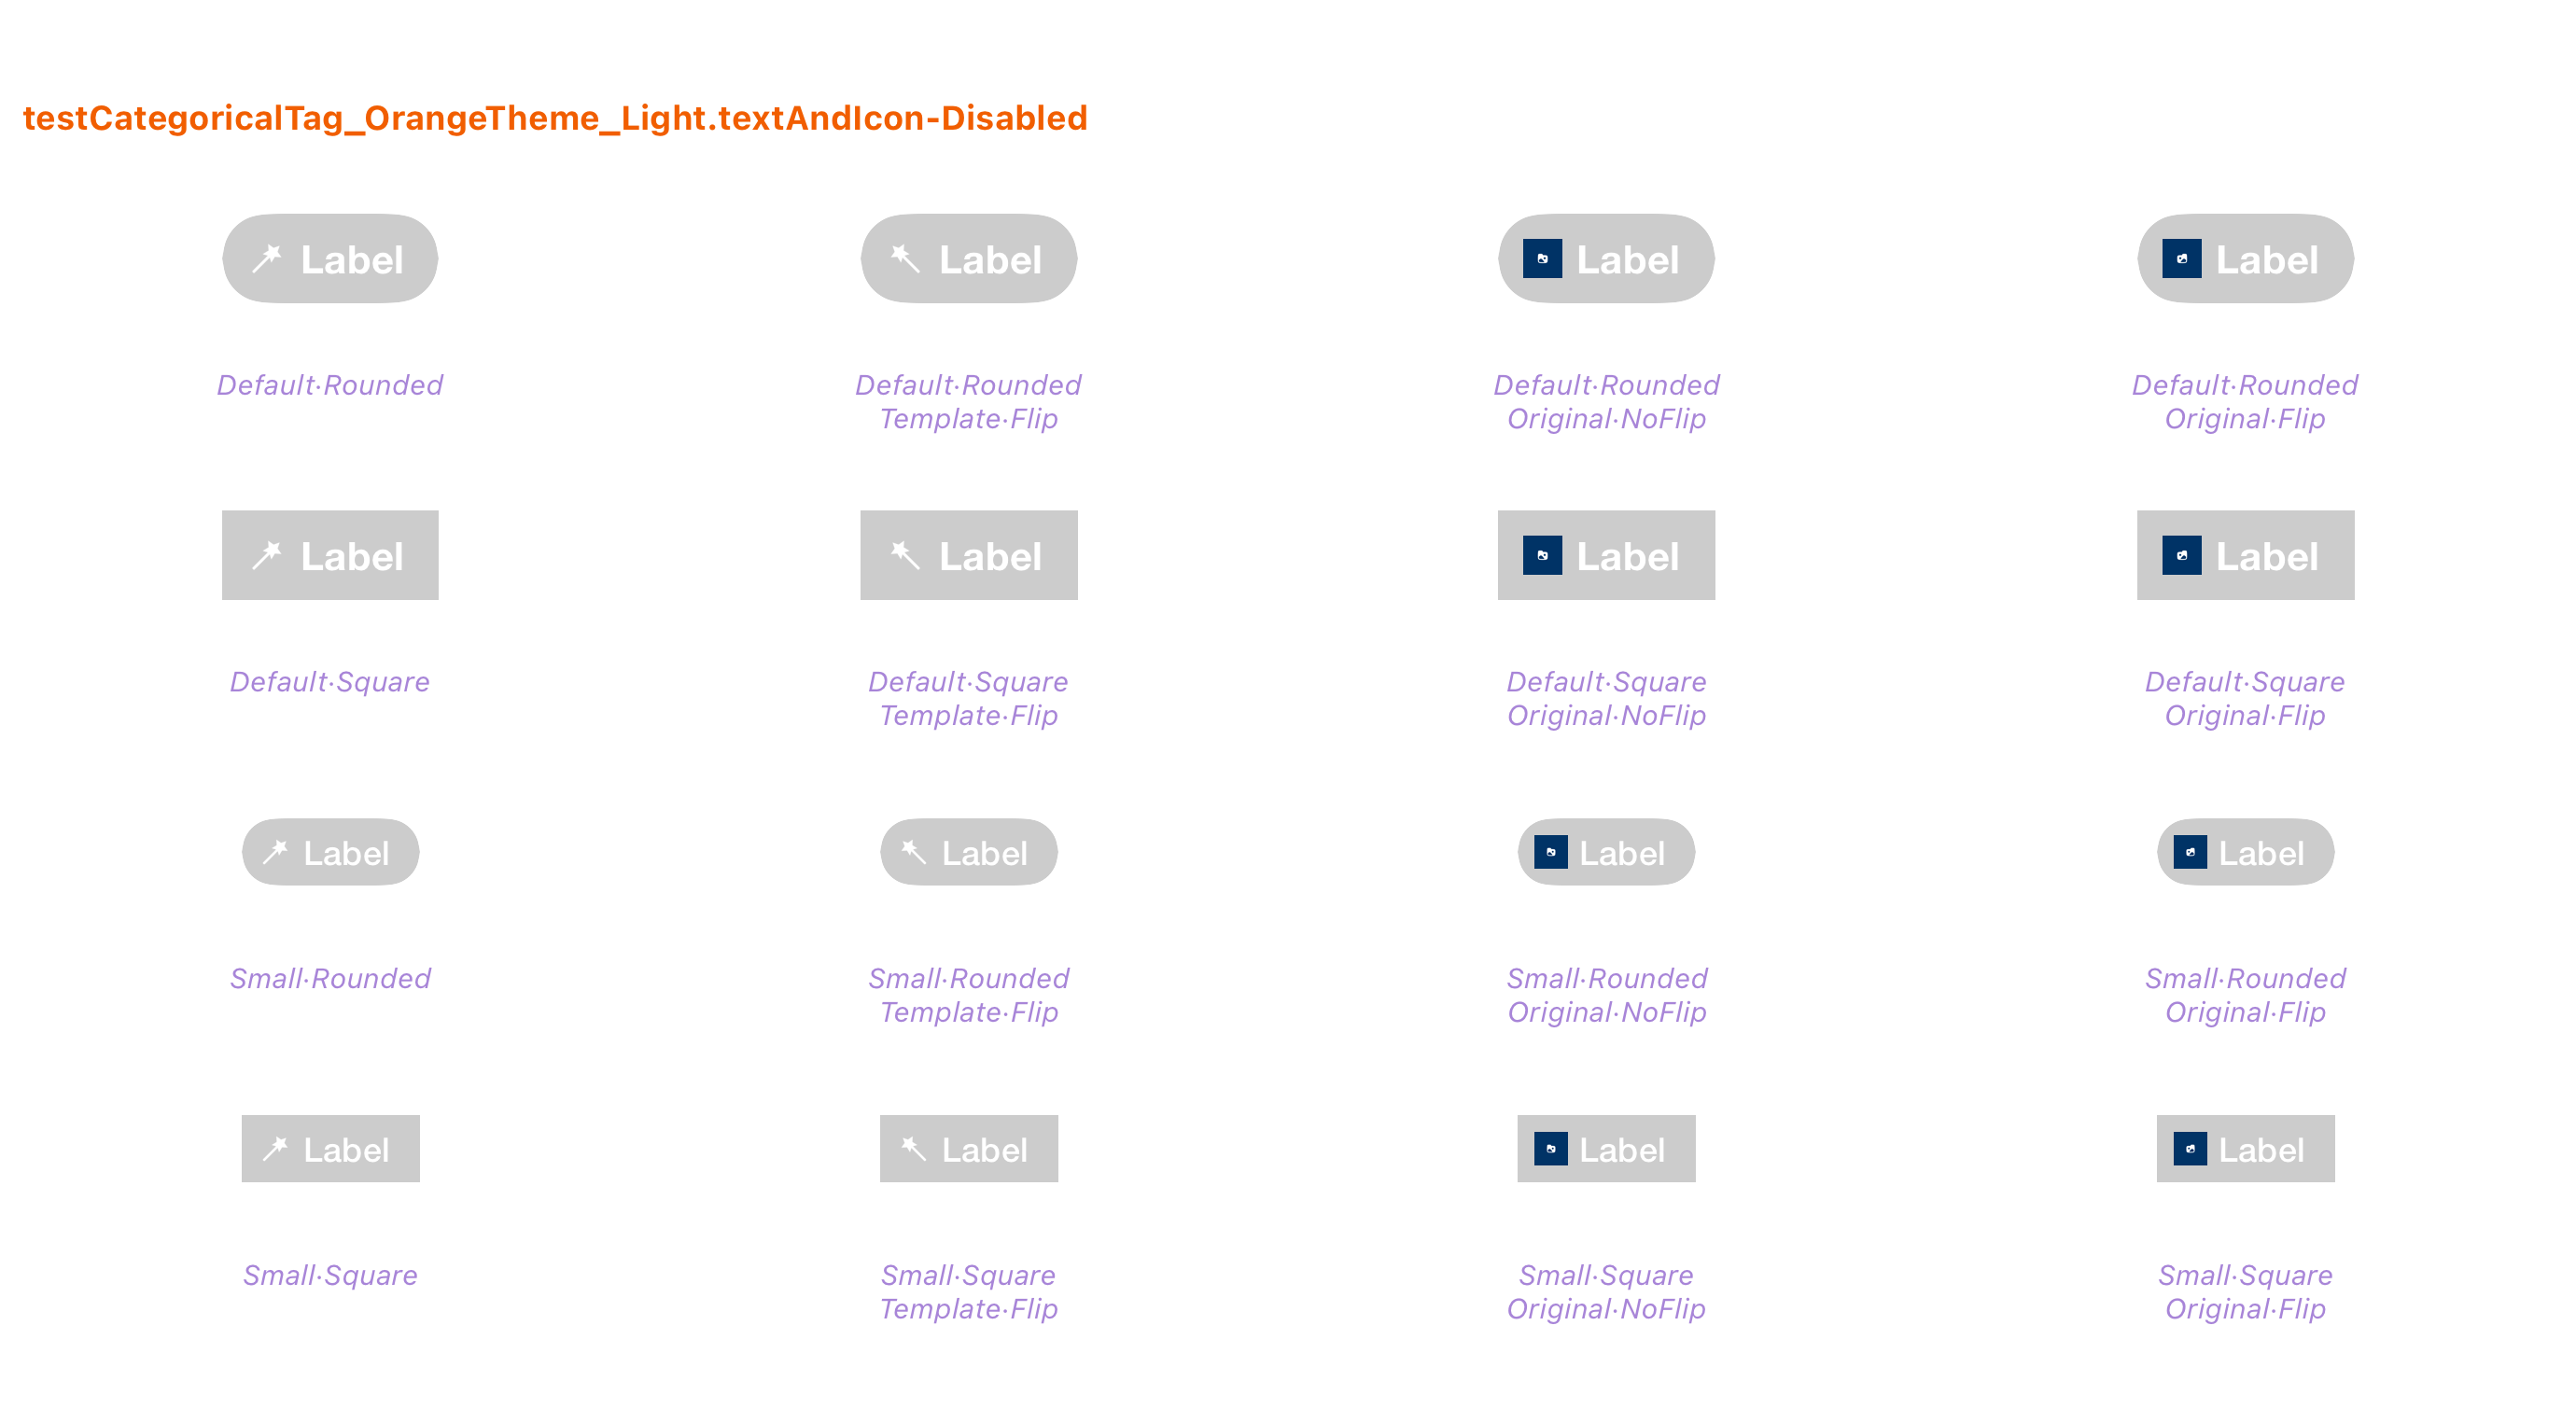 testCategoricalTag_OrangeTheme_Light.textAndIcon-Disabled
Label Label Label Label
Default·Rounded Default·Rounded Default·Rounded Default·Rounded
Template·Flip Original·NoFlip Original·Flip
Label Label Label Label
Default·Square Default·Square Default·Square Default·Square
Template·Flip Original·NoFlip Original·Flip
Label Label Label Label
Small·Rounded Small·Rounded Small·Rounded Small·Rounded
Template·Flip Original·NoFlip Original·Flip
Label Label Label Label
Small·Square Small·Square Small·Square Small·Square
Template·Flip Original·NoFlip Original·Flip